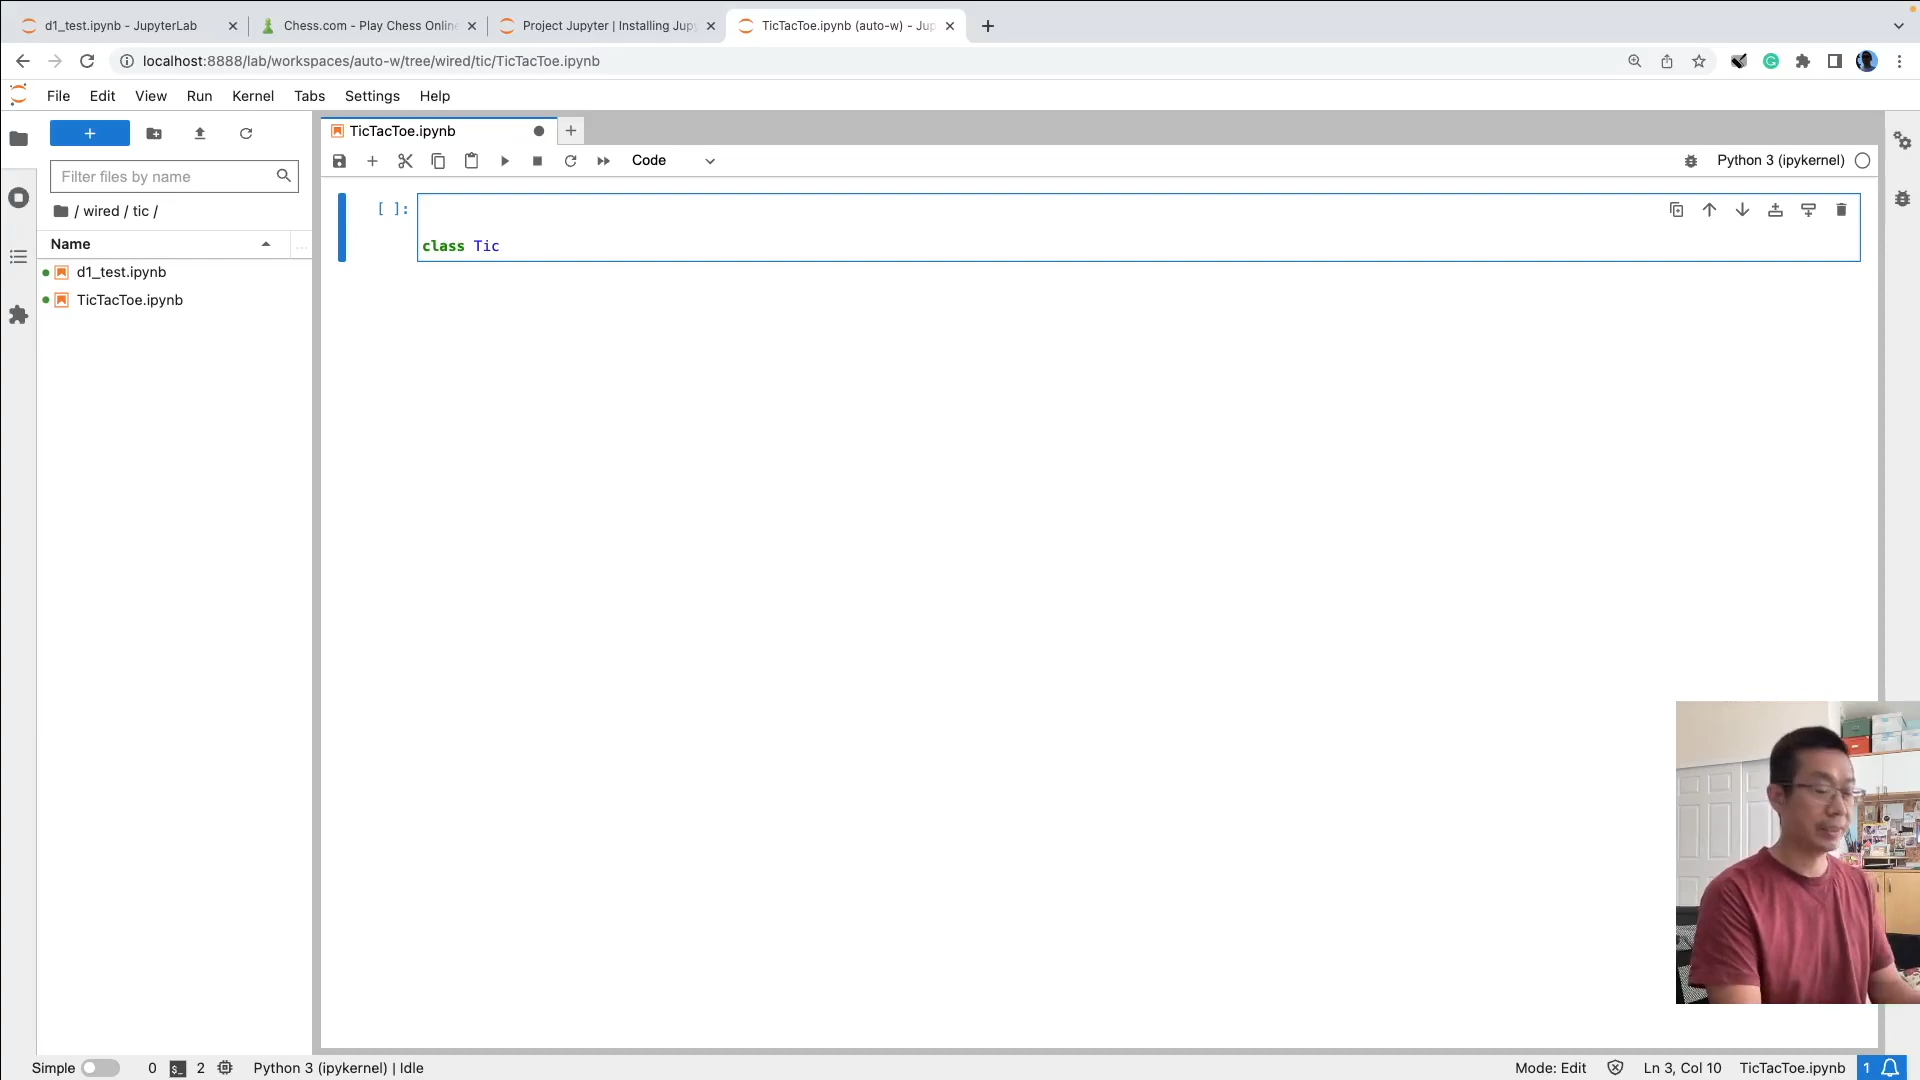 d1_test.ipynb - JupyterLab
Chess.com - Play Chess Online
Project Jupyter | Installing Jupy
TicTacToe.ipynb (auto-w) - Jup
localhost:8888/lab/workspaces/auto-w/tree/wired/tic/TicTacToe.ipynb
File Edit View Run Kernel Tabs Settings Help
TicTacToe.ipynb
Code
Python 3 (ipykernel)
Filter files by name
/ wired / tic /
Name
d1_test.ipynb
TicTacToe.ipynb
[ ]:
class Tic
Simple 0 $_ 2 Python 3 (ipykernel) | Idle
Mode: Edit Ln 3, Col 10 TicTacToe.ipynb 1